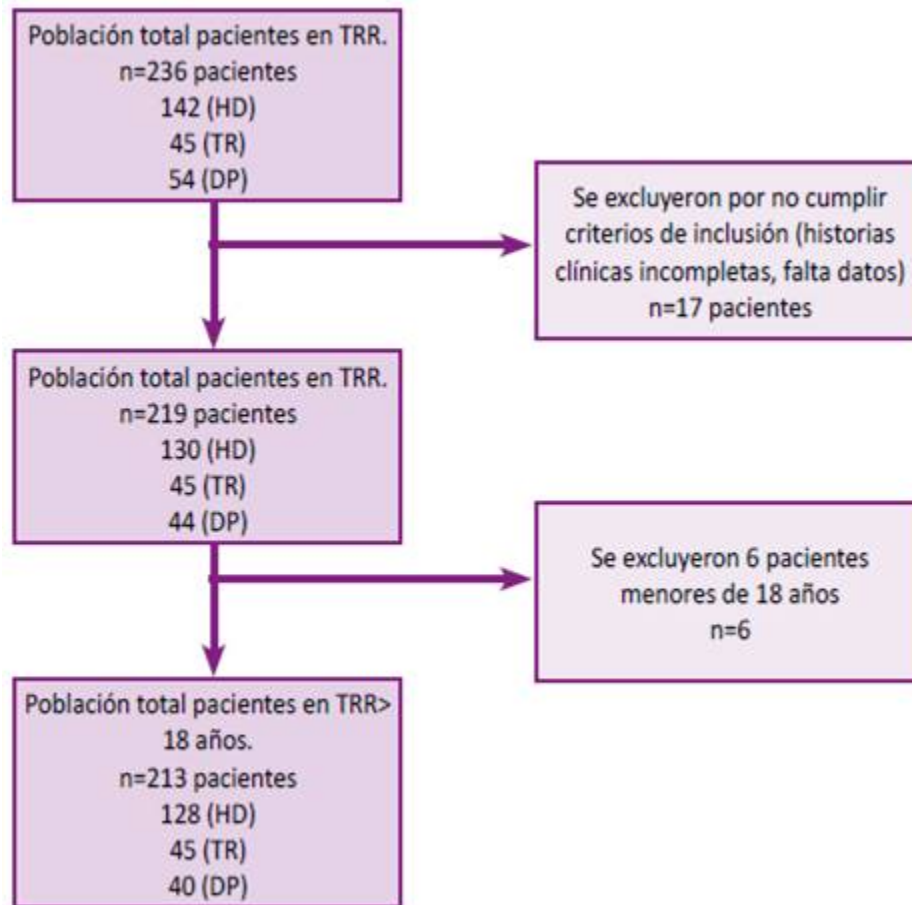 Población total pacientes en TRR.
n=236 pacientes
142 (HD)
45 (TR)
54 (DP)
Se excluyeron por no cumplir
criterios de inclusión (historias
clínicas incompletas, falta datos)
n=17 pacientes
Población total pacientes en TRR.
n=219 pacientes
130 (HD)
45 (TR)
44 (DP)
Se excluyeron 6 pacientes
menores de 18 años
n=6
Población total pacientes en TRR>
18 años.
n=213 pacientes
128 (HD)
45 (TR)
40 (DP)